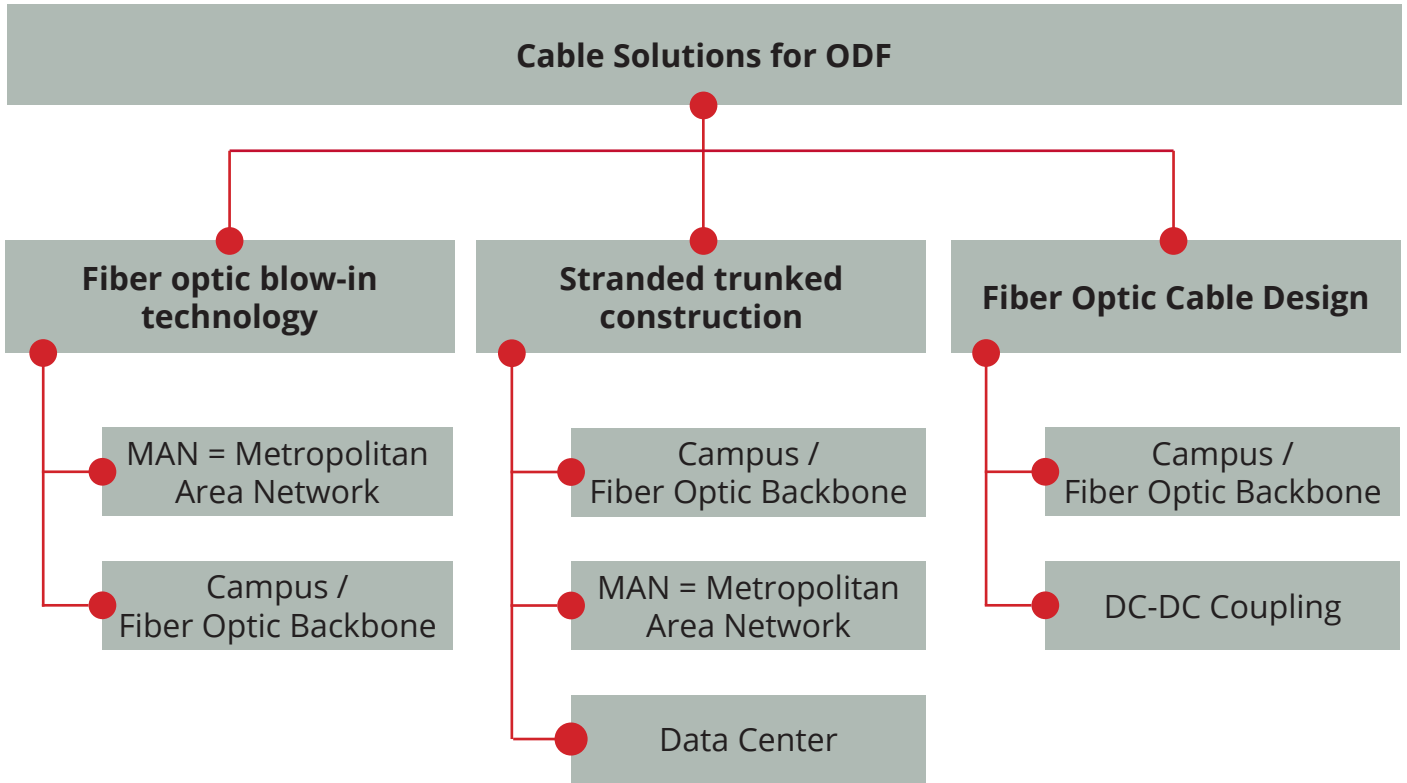 Cable Solutions for ODF
Fiber optic blow-in
technology
MAN = Metropolitan
Area Network
Campus /
Fiber Optic Backbone
Stranded trunked
construction
Campus /
Fiber Optic Backbone
MAN = Metropolitan
Area Network
Data Center
Fiber Optic Cable Design
Campus /
Fiber Optic Backbone
DC-DC Coupling